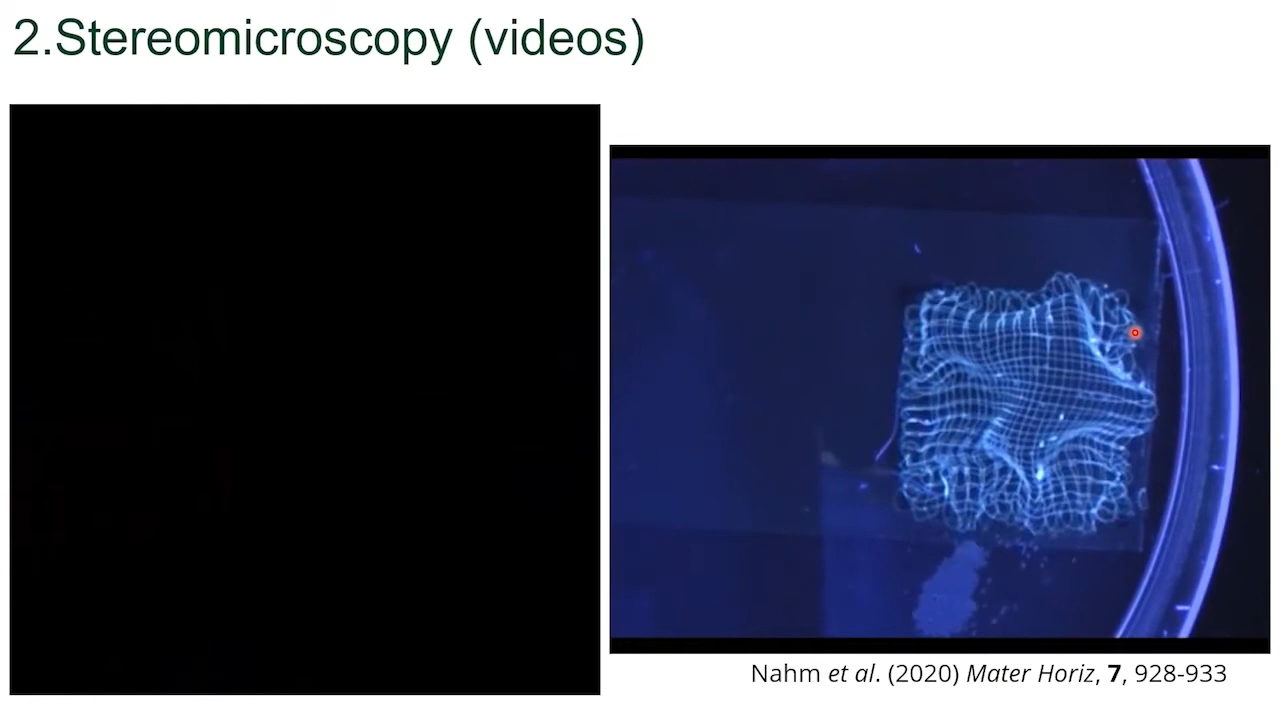 2.Stereomicroscopy (videos)
Nahm et al. (2020) Mater Horiz, 7, 928-933